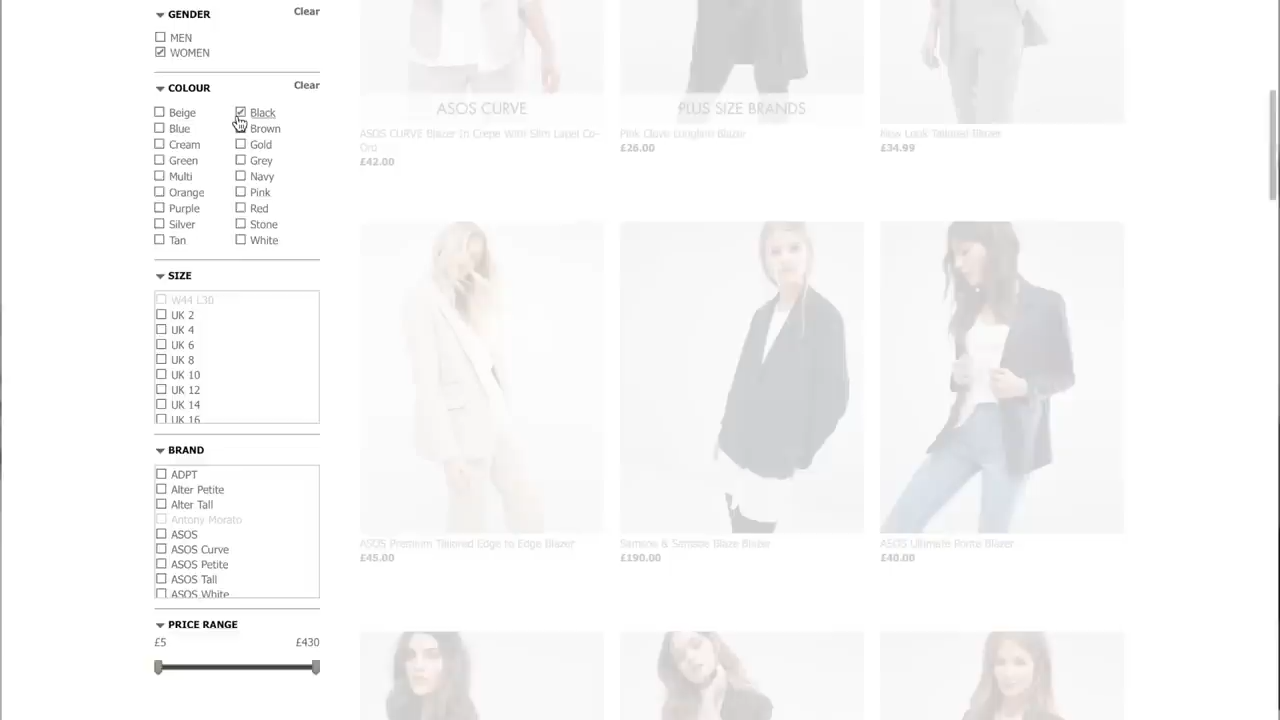 GENDER
Clear
MEN
WOMEN
COLOUR
Clear
Beige
Black
Blue
Brown
Cream
Gold
Green
Grey
Multi
Navy
Orange
Pink
Purple
Red
Silver
Stone
Tan
White
SIZE
W44 L30
UK 2
UK 4
UK 6
UK 8
UK 10
UK 12
UK 14
UK 16
BRAND
ADPT
Alter Petite
Alter Tall
Antony Morato
ASOS
ASOS Curve
ASOS Petite
ASOS Tall
ASOS White
PRICE RANGE
£5
£430
ASOS CURVE
PLUS SIZE BRANDS
ASOS CURVE Blazer In Crepe With Slim Lapel Co-
Ord
£42.00
Pink Clove Longline Blazer
£26.00
New Look Tailored Blazer
£34.99
ASOS Premium Tailored Edge to Edge Blazer
£45.00
Samsoe & Samsoe Blaze Blazer
£190.00
ASOS Ultimate Ponte Blazer
£40.00